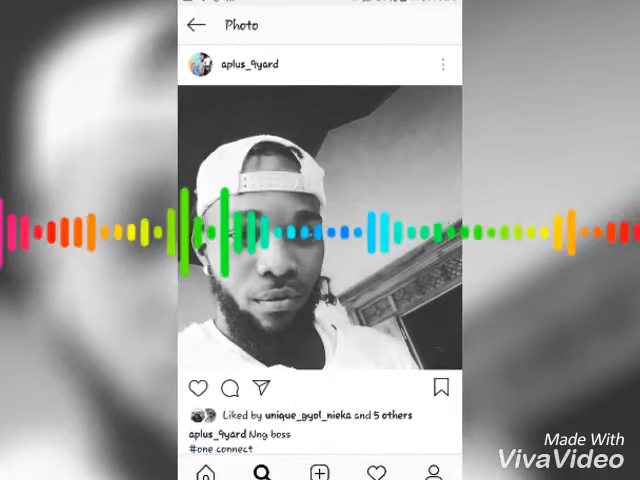 Photo
aplus_9yard
Liked by unique_gyol_nieka and 5 others
aplus_9yard Nng boss
#one connect
Made With
VivaVideo